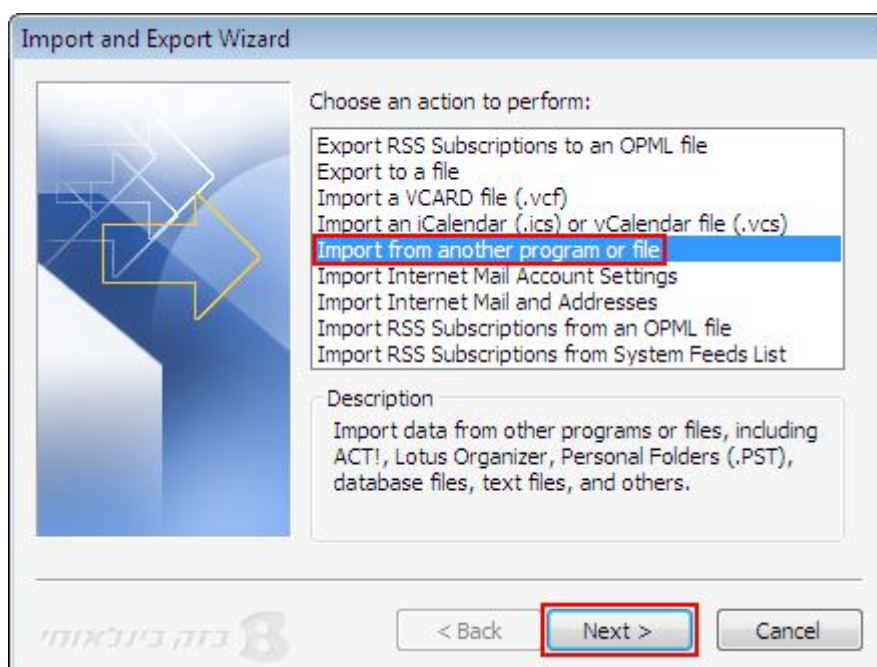 Import and Export Wizard
Choose an action to perform:
Export RSS Subscriptions to an OPML file
Export to a file
Import a VCARD file (.vcf)
Import an iCalendar (.ics) or vCalendar file (.vcs)
Import from another program or file
Import Internet Mail Account Settings
Import Internet Mail and Addresses
Import RSS Subscriptions from an OPML file
Import RSS Subscriptions from System Feeds List
Description
Import data from other programs or files, including
ACT!, Lotus Organizer, Personal Folders (.PST),
database files, text files, and others.
בזק בינלאומי
< Back Next > Cancel